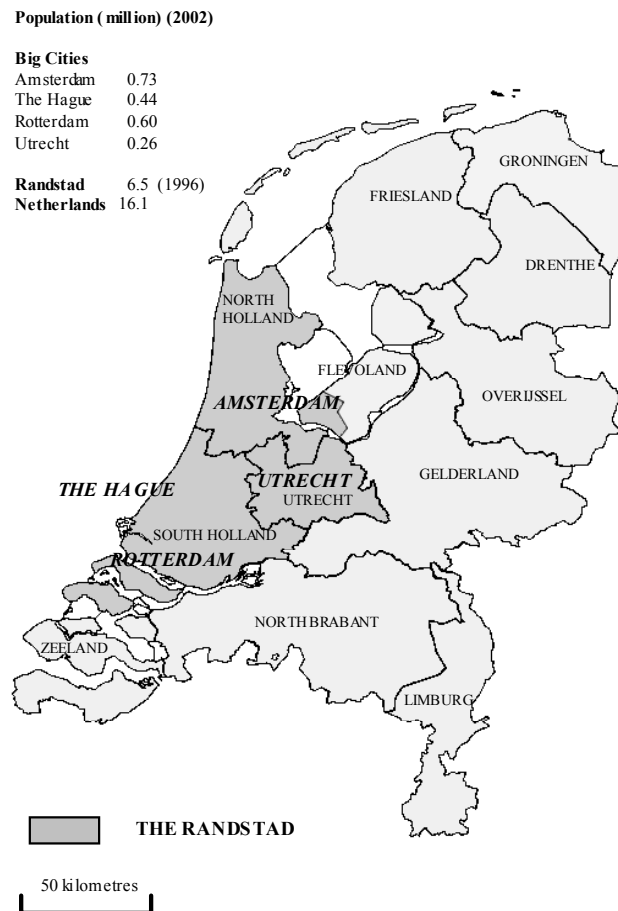 Population (million) (2002)
Big Cities
Amsterdam 0.73
The Hague 0.44
Rotterdam 0.60
Utrecht 0.26
Randstad 6.5 (1996)
Netherlands 16.1
GRONINGEN
FRIESLAND
DRENTHE
NORTH
HOLLAND
FLEVOLAND
OVERIJSSEL
AMSTERDAM
GELDERLAND
UTRECHT
UTRECHT
THE HAGUE
SOUTH HOLLAND
ROTTERDAM
NORTH BRABANT
ZEELAND
LIMBURG
THE RANDSTAD
50 kilometres